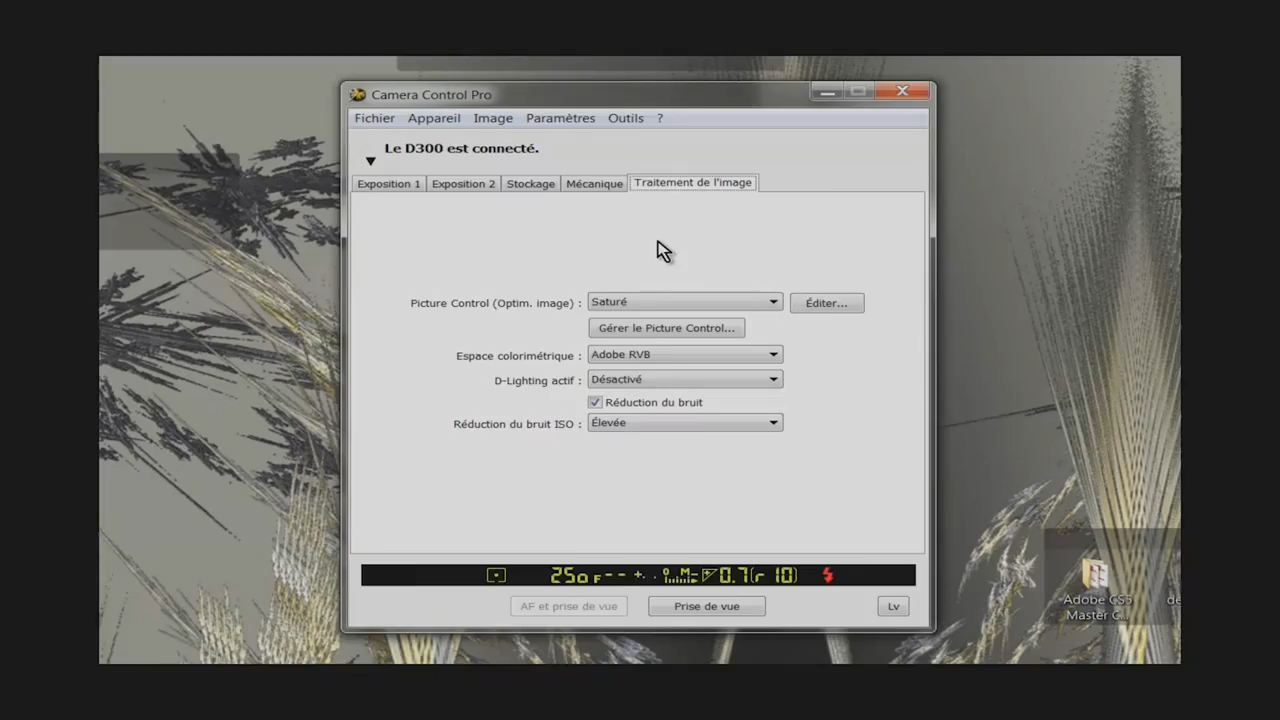 Camera Control Pro
Fichier Appareil Image Paramètres Outils ?
Le D300 est connecté.
Exposition 1 Exposition 2 Stockage Mécanique Traitement de l'image
Picture Control (Optim. image) : Saturé Éditer...
Gérer le Picture Control...
Espace colorimétrique : Adobe RVB
D-Lighting actif : Désactivé
Réduction du bruit
Réduction du bruit ISO : Élevée
250 F-- 0.7(r 10)
AF et prise de vue Prise de vue Lv
Adobe CS3 de
Master C...